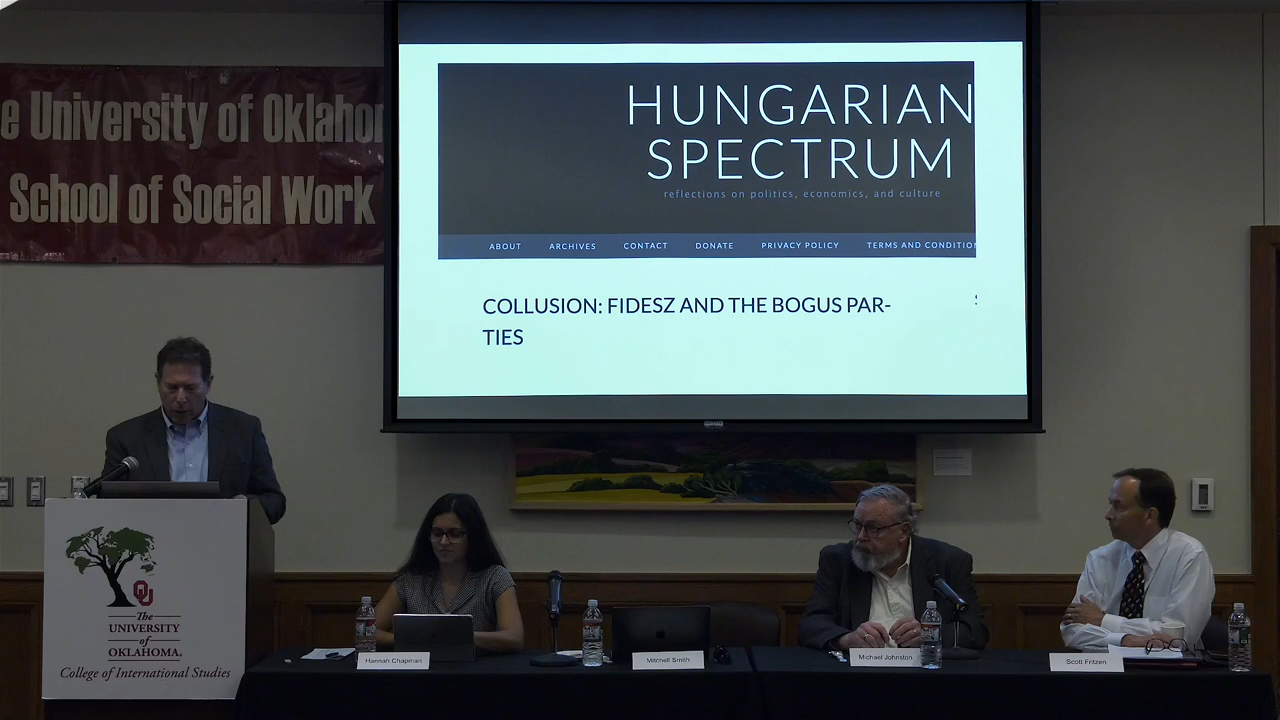 e University of Oklahom
School of Social Work
HUNGARIAN
SPECTRUM
reflections on politics, economics, and culture
ABOUT ARCHIVES CONTACT DONATE PRIVACY POLICY TERMS AND CONDITION
COLLUSION: FIDESZ AND THE BOGUS PAR-
TIES
The
UNIVERSITY
of
OKLAHOMA
College of International Studies
Hannah Chapman
Mitchell Smith
Michael Johnston
Scott Fritzen